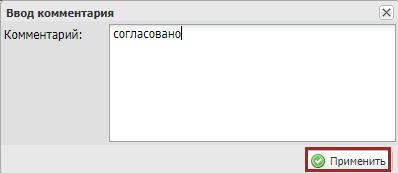 Ввод комментария
Комментарий: согласовано
Применить